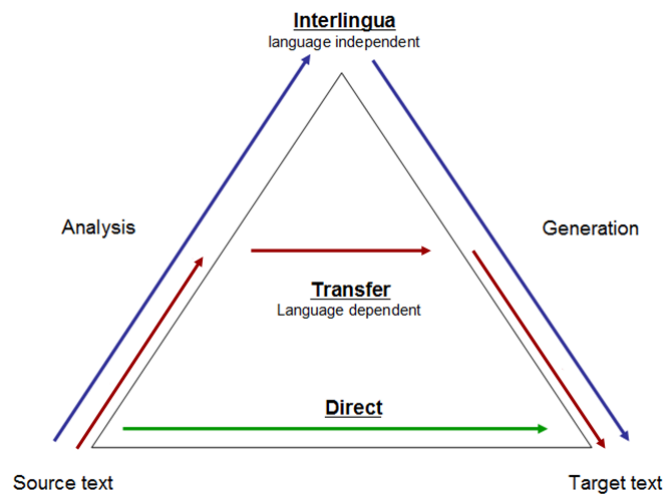 Interlingua
language independent
Analysis
Generation
Transfer
Language dependent
Direct
Source text
Target text